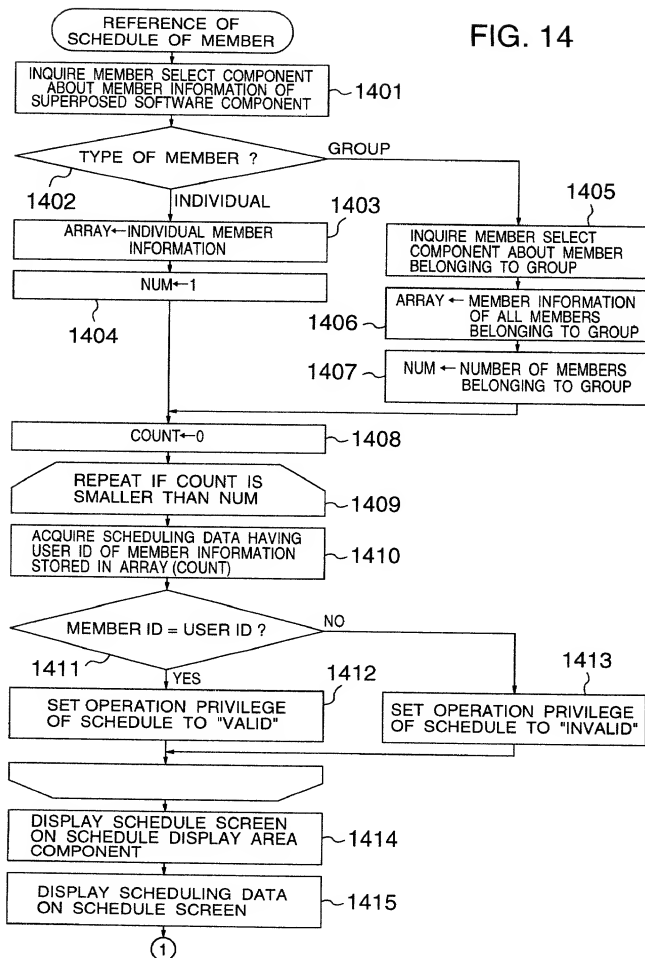 FIG. 14
REFERENCE OF
SCHEDULE OF MEMBER
INQUIRE MEMBER SELECT COMPONENT
ABOUT MEMBER INFORMATION OF
SUPERPOSED SOFTWARE COMPONENT
1401
TYPE OF MEMBER ?
GROUP
1402
INDIVIDUAL
1403
ARRAY←INDIVIDUAL MEMBER
INFORMATION
NUM←1
1404
1405
INQUIRE MEMBER SELECT
COMPONENT ABOUT MEMBER
BELONGING TO GROUP
ARRAY ← MEMBER INFORMATION
OF ALL MEMBERS
BELONGING TO GROUP
1406
1407
NUM ← NUMBER OF MEMBERS
BELONGING TO GROUP
COUNT←0
1408
REPEAT IF COUNT IS
SMALLER THAN NUM
1409
ACQUIRE SCHEDULING DATA HAVING
USER ID OF MEMBER INFORMATION
STORED IN ARRAY (COUNT)
1410
MEMBER ID = USER ID ?
NO
1411
YES
1412
SET OPERATION PRIVILEGE
OF SCHEDULE TO "VALID"
1413
SET OPERATION PRIVILEGE
OF SCHEDULE TO "INVALID"
DISPLAY SCHEDULE SCREEN
ON SCHEDULE DISPLAY AREA
COMPONENT
1414
DISPLAY SCHEDULING DATA
ON SCHEDULE SCREEN
1415
1